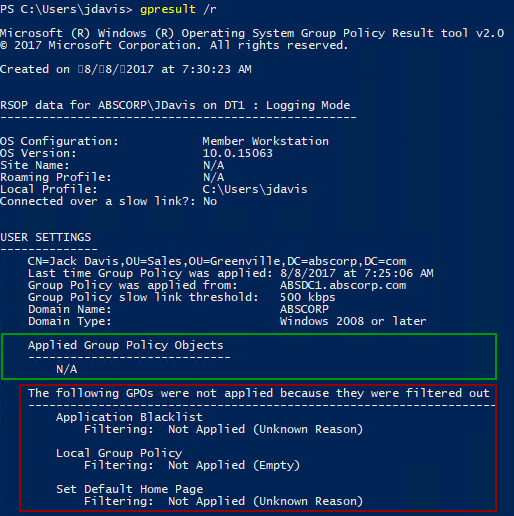 PS C:\Users\jdavis> gpresult /r
Microsoft (R) Windows (R) Operating System Group Policy Result tool v2.0
© 2017 Microsoft Corporation. All rights reserved.
Created on 8/8/2017 at 7:30:23 AM
RSOP data for ABSCORP\JDavis on DT1 : Logging Mode
---------------------------------------------------
OS Configuration: Member Workstation
OS Version: 10.0.15063
Site Name: N/A
Roaming Profile: N/A
Local Profile: C:\Users\jdavis
Connected over a slow link?: No
USER SETTINGS
--------------
CN=Jack Davis,OU=Sales,OU=Greenville,DC=abscorp,DC=com
Last time Group Policy was applied: 8/8/2017 at 7:25:06 AM
Group Policy was applied from: ABSDC1.abscorp.com
Group Policy slow link threshold: 500 kbps
Domain Name: ABSCORP
Domain Type: Windows 2008 or later
Applied Group Policy Objects
-----------------------------
N/A
The following GPOs were not applied because they were filtered out
-------------------------------------------------------------------
Application Blacklist
Filtering: Not Applied (Unknown Reason)
Local Group Policy
Filtering: Not Applied (Empty)
Set Default Home Page
Filtering: Not Applied (Unknown Reason)